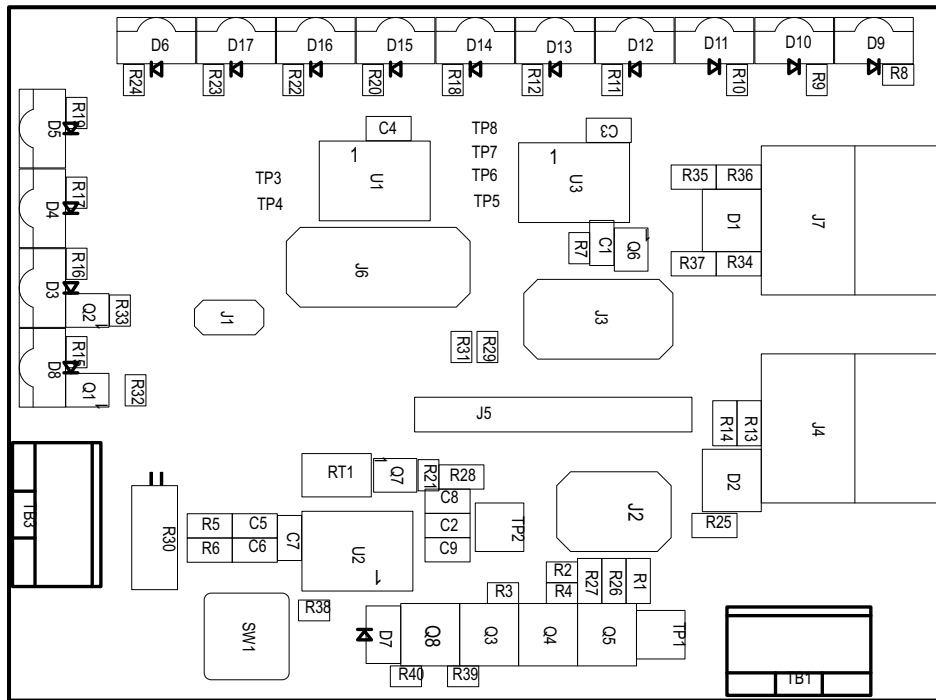 D6 D17 D16 D15 D14 D13 D12 D11 D10 D9
R24 R23 R22 R20 R18 R12 R11 R10 R9 R8
D5 R19
C4 TP8 C3
1 TP7 1
TP3 U1 TP6 U3 R35 R36
D4 R17
TP4 TP5 D1 J7
R7 C1 Q6
D3 R16 J6 R37 R34
Q2 R33 J1 J3
D8 R15 R31 R29
Q1 R32
J5 R14 R13 J4
RT1 Q7 1 R21 R28 D2
TB3 R30 C8
R5 C5 C7 C2 TP2 J2 R25
R6 C6 U2 C9
1
R2 R27 R26 R1
R3 R4
SW1 R38 D7 Q8 Q3 Q4 Q5 TP1
R40 R39 TB1